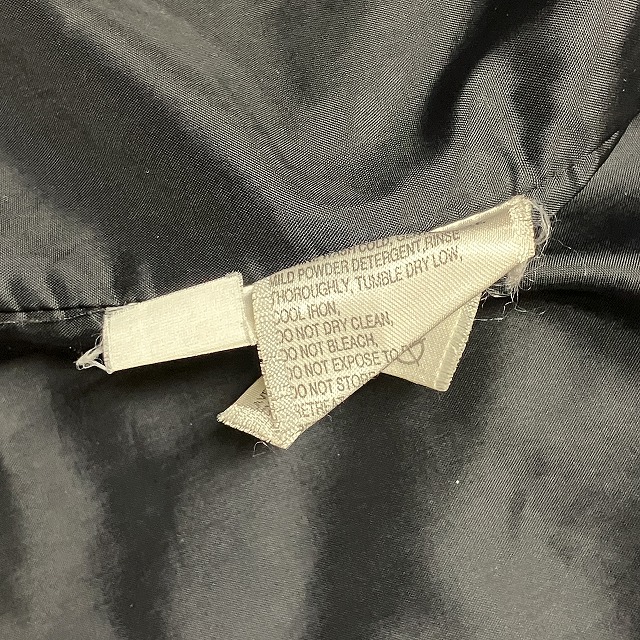 MILD POWDER DETERGENT, RINSE
THOROUGHLY, TUMBLE DRY LOW,
COOL IRON,
DO NOT DRY CLEAN,
DO NOT BLEACH,
DO NOT EXPOSE TO
DO NOT STORE